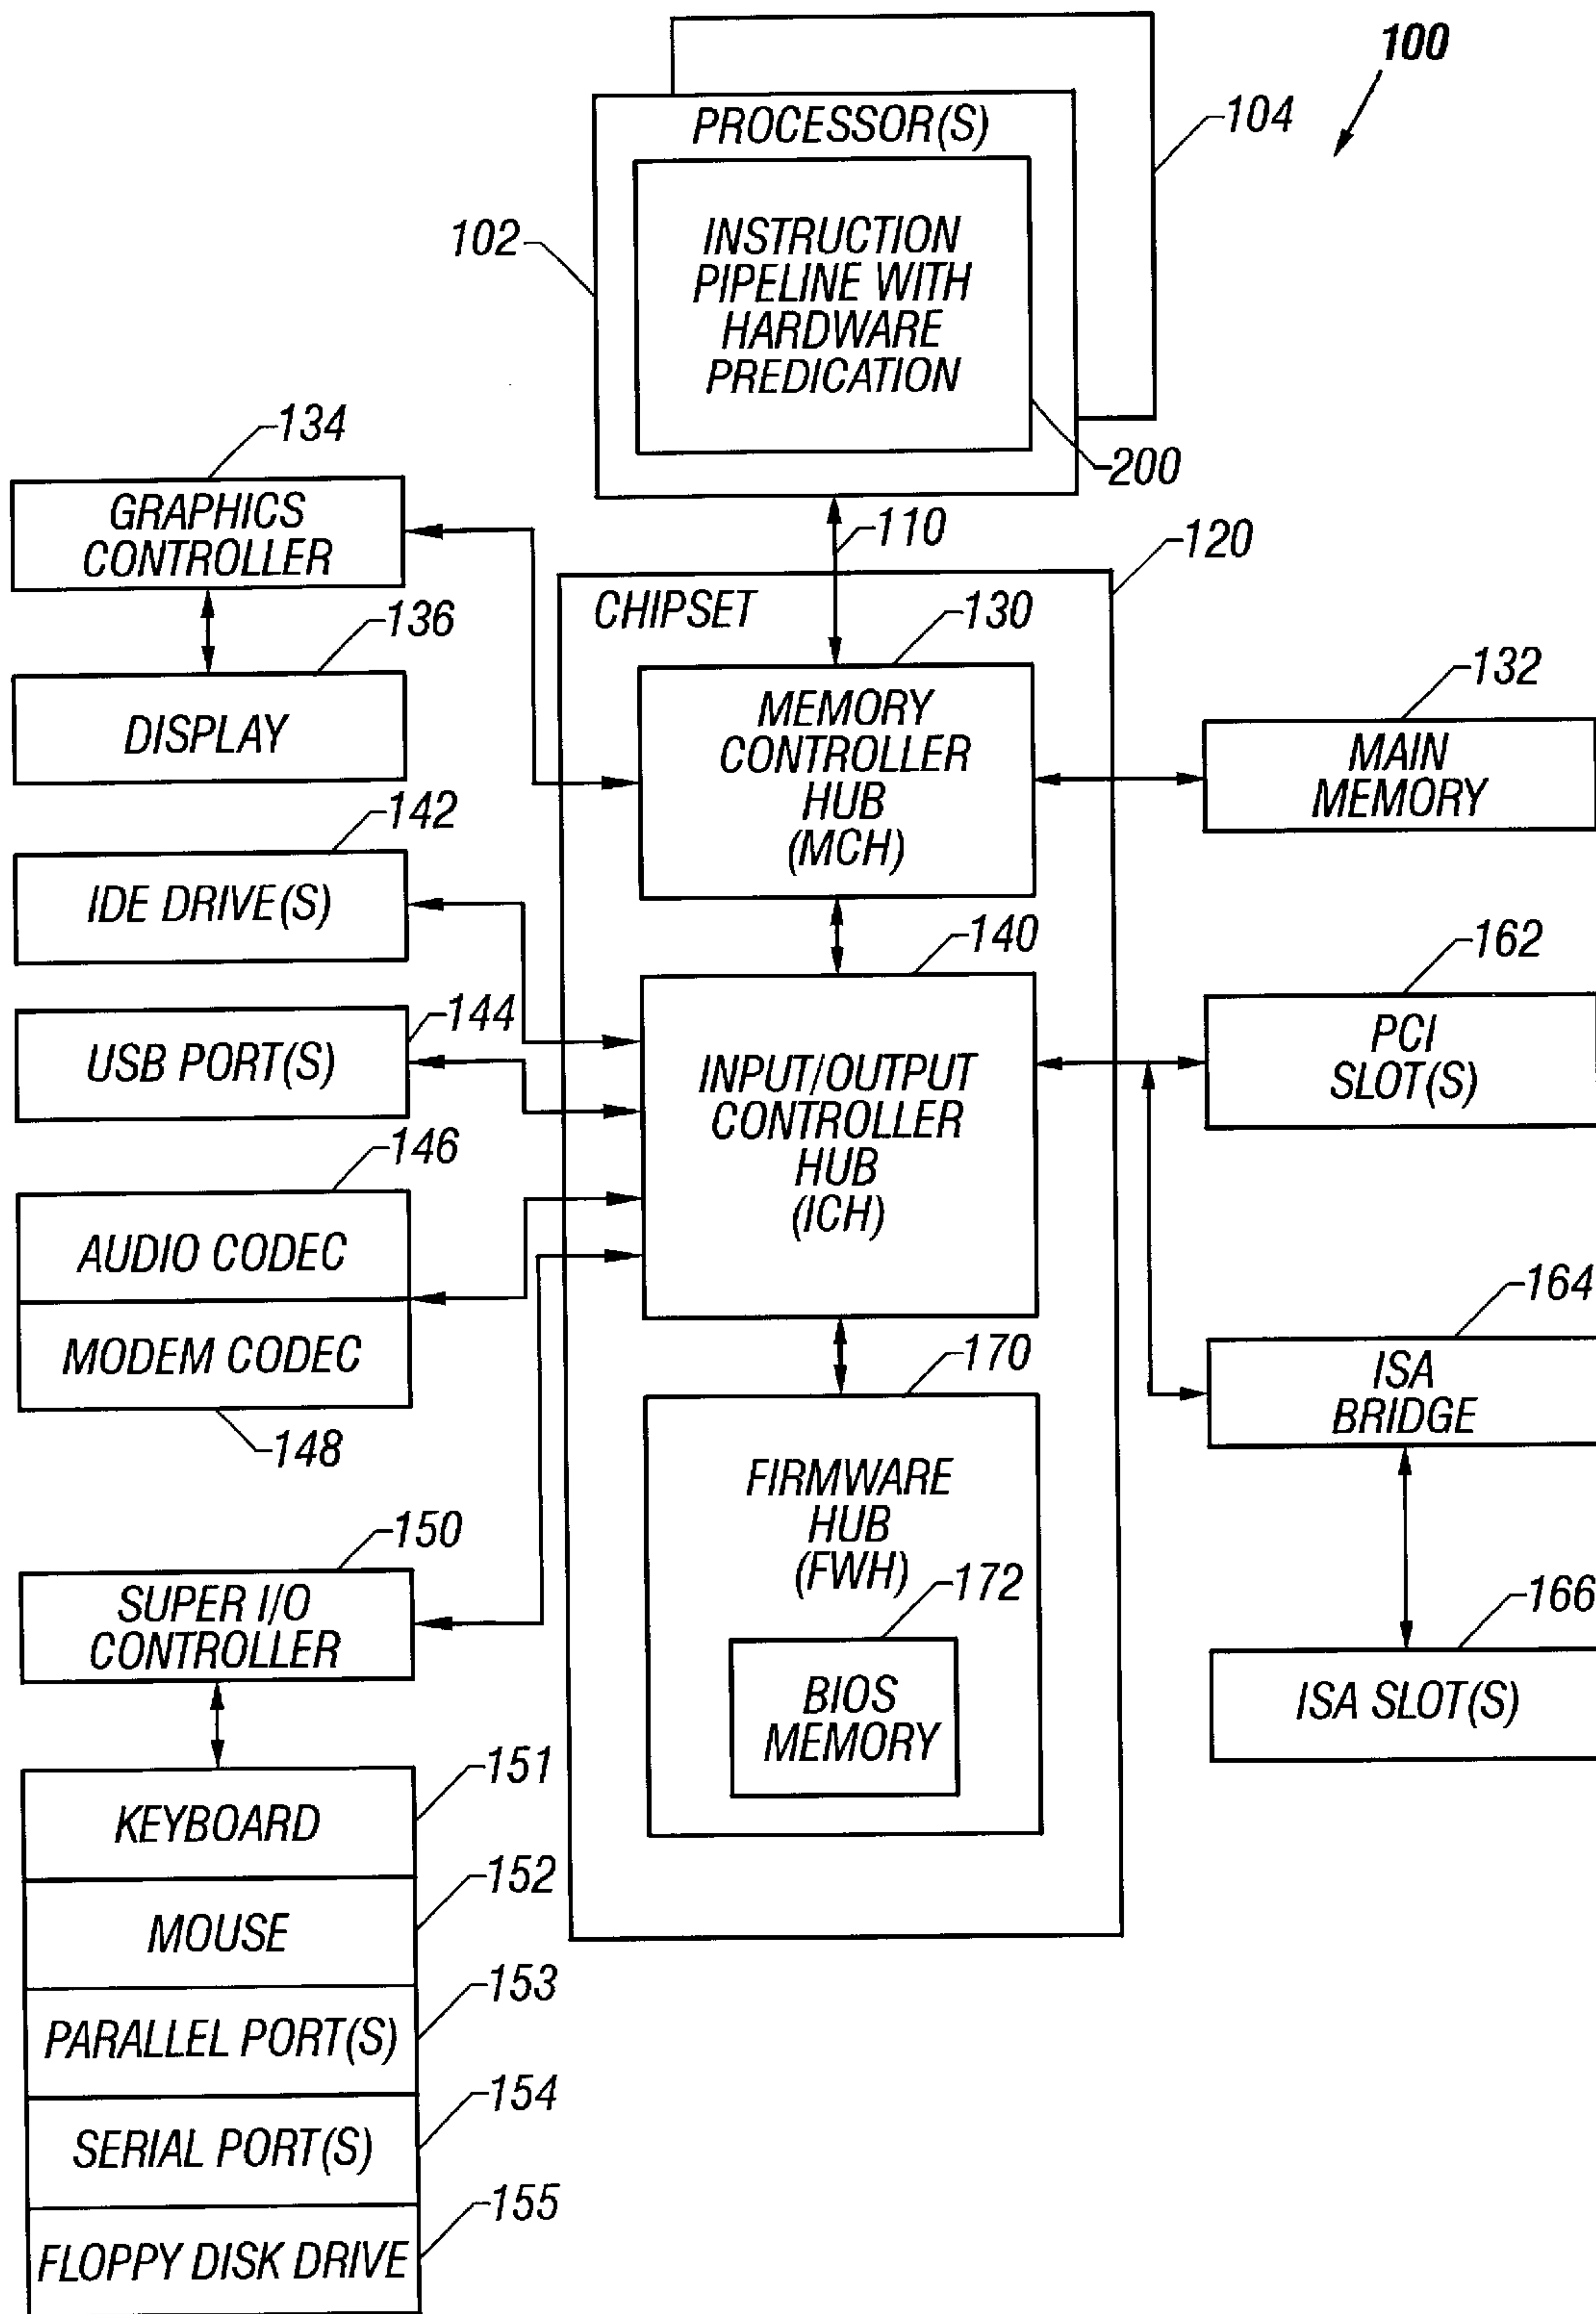 100
104
PROCESSOR(S)
102
INSTRUCTION
PIPELINE WITH
HARDWARE
PREDICATION
200
134
GRAPHICS
CONTROLLER
110
120
CHIPSET
136
DISPLAY
130
MEMORY
CONTROLLER
HUB
(MCH)
132
MAIN
MEMORY
142
IDE DRIVE(S)
140
162
PCI
SLOT(S)
144
USB PORT(S)
INPUT/OUTPUT
CONTROLLER
HUB
(ICH)
146
AUDIO CODEC
MODEM CODEC
148
164
ISA
BRIDGE
170
FIRMWARE
HUB
(FWH)
172
BIOS
MEMORY
166
ISA SLOT(S)
150
SUPER I/O
CONTROLLER
151
KEYBOARD
152
MOUSE
153
PARALLEL PORT(S)
154
SERIAL PORT(S)
155
FLOPPY DISK DRIVE